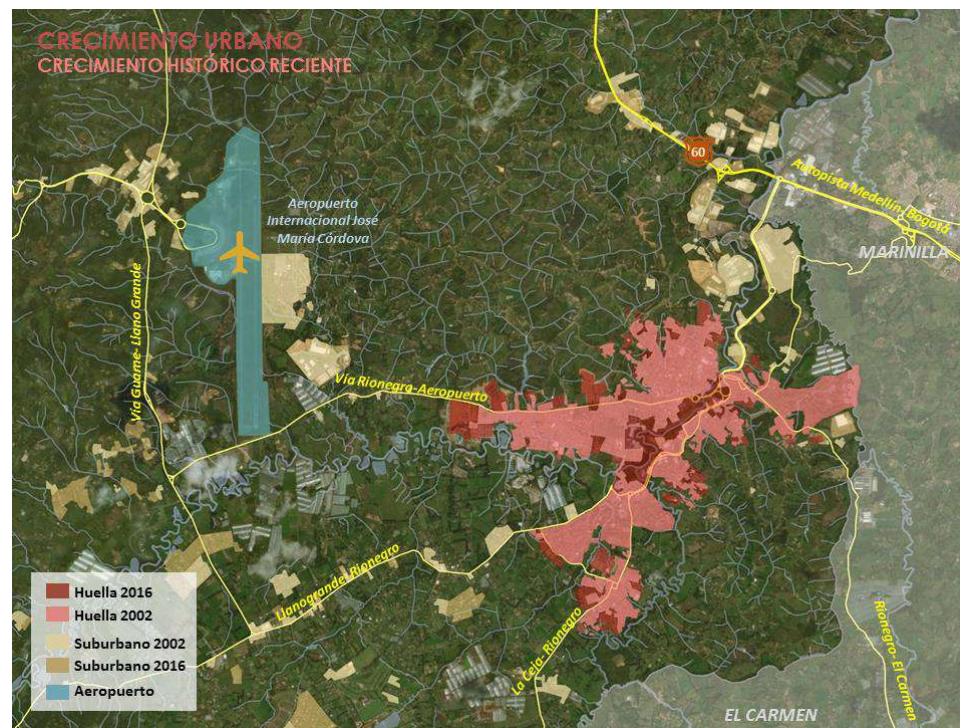 CRECIMIENTO URBANO
CRECIMIENTO HISTÓRICO RECIENTE
60
Autopista Medellín- Bogotá
MARINILLA
Aeropuerto
Internacional José
María Córdova
Vía Guarne- Llano Grande
Vía Rionegro-Aeropuerto
Llanogrande- Rionegro
La Ceja- Rionegro
Rionegro- El Carmen
EL CARMEN
Huella 2016
Huella 2002
Suburbano 2002
Suburbano 2016
Aeropuerto